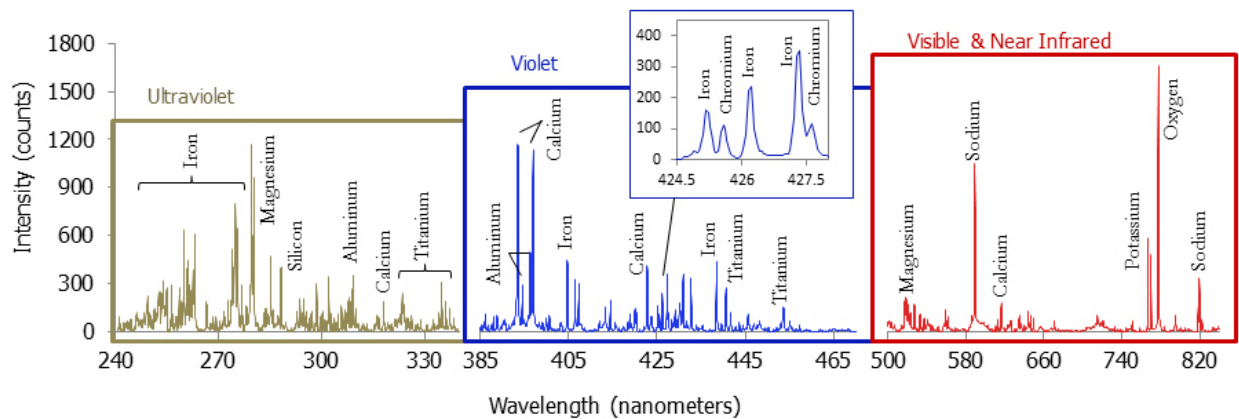 Intensity (counts)
1800
1500
1200
900
600
300
0
Ultraviolet
Iron
Magnesium
Silicon
Aluminum
Calcium
Titanium
240
270
300
330
Violet
Aluminum
Calcium
Iron
Calcium
Iron
Titanium
Titanium
385
405
425
445
465
400
300
200
100
0
Iron
Chromium
Iron
Iron
Chromium
424.5
426
427.5
Visible & Near Infrared
Magnesium
Sodium
Calcium
Potassium
Oxygen
Sodium
500
580
660
740
820
Wavelength (nanometers)